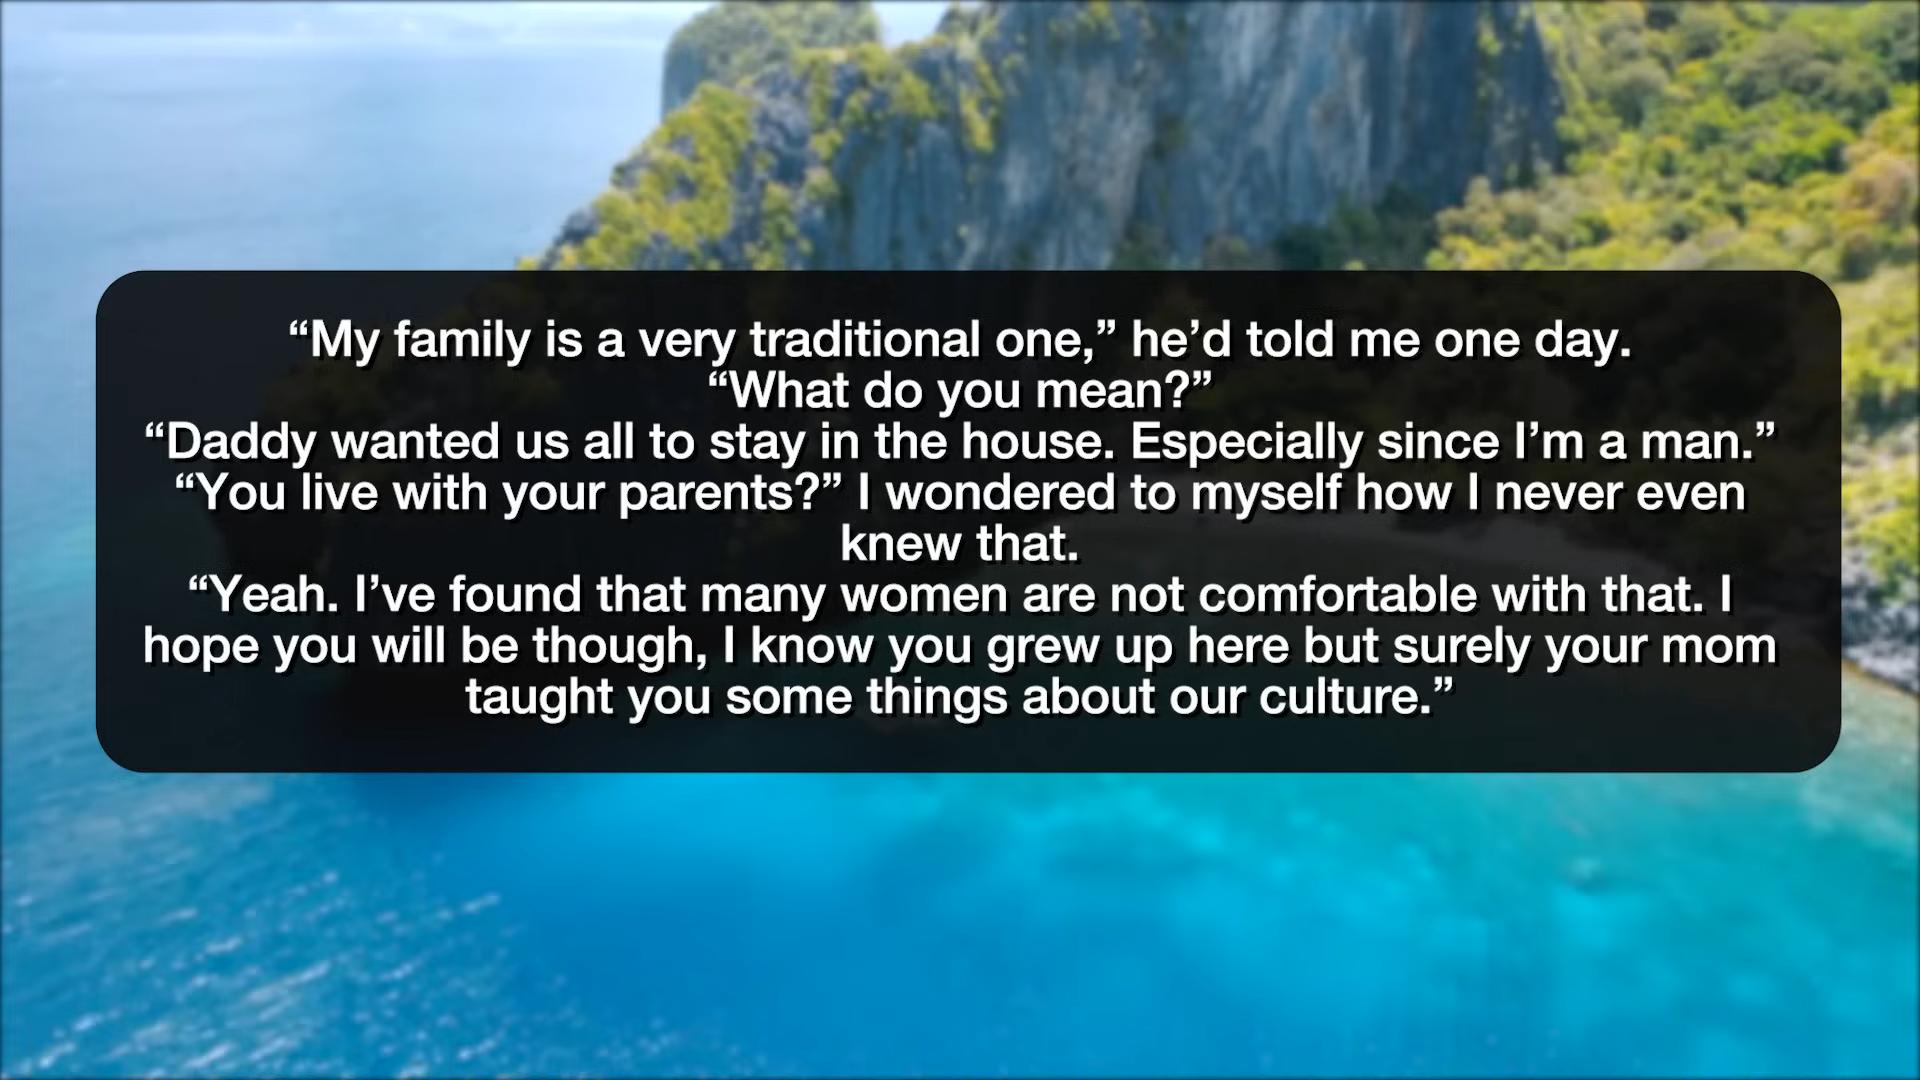 “My family is a very traditional one,” he’d told me one day.
“What do you mean?”
“Daddy wanted us all to stay in the house. Especially since I’m a man.”
“You live with your parents?” I wondered to myself how I never even
knew that.
“Yeah. I’ve found that many women are not comfortable with that. I
hope you will be though, I know you grew up here but surely your mom
taught you some things about our culture.”